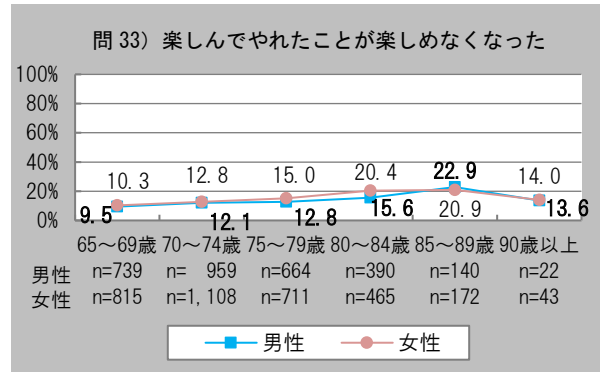 問33）楽しんでやれたことが楽しめなくなった
100%
80%
60%
40%
20%
0%
10.3 12.8 15.0 20.4 22.9 14.0
9.5 12.1 12.8 15.6 20.9 13.6
65～69歳 70～74歳 75～79歳 80～84歳 85～89歳 90歳以上
男性 n=739 n= 959 n=664 n=390 n=140 n=22
女性 n=815 n=1,108 n=711 n=465 n=172 n=43
男性 女性